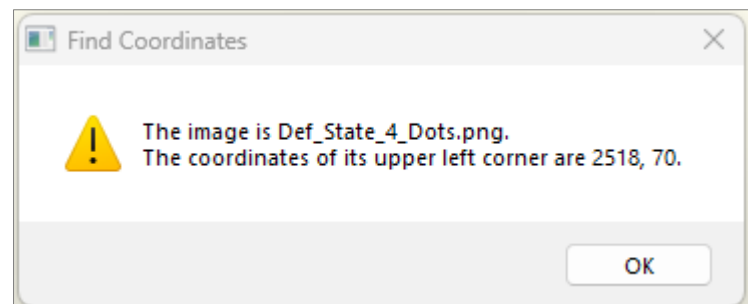 Find Coordinates
The image is Def_State_4_Dots.png.
The coordinates of its upper left corner are 2518, 70.
OK